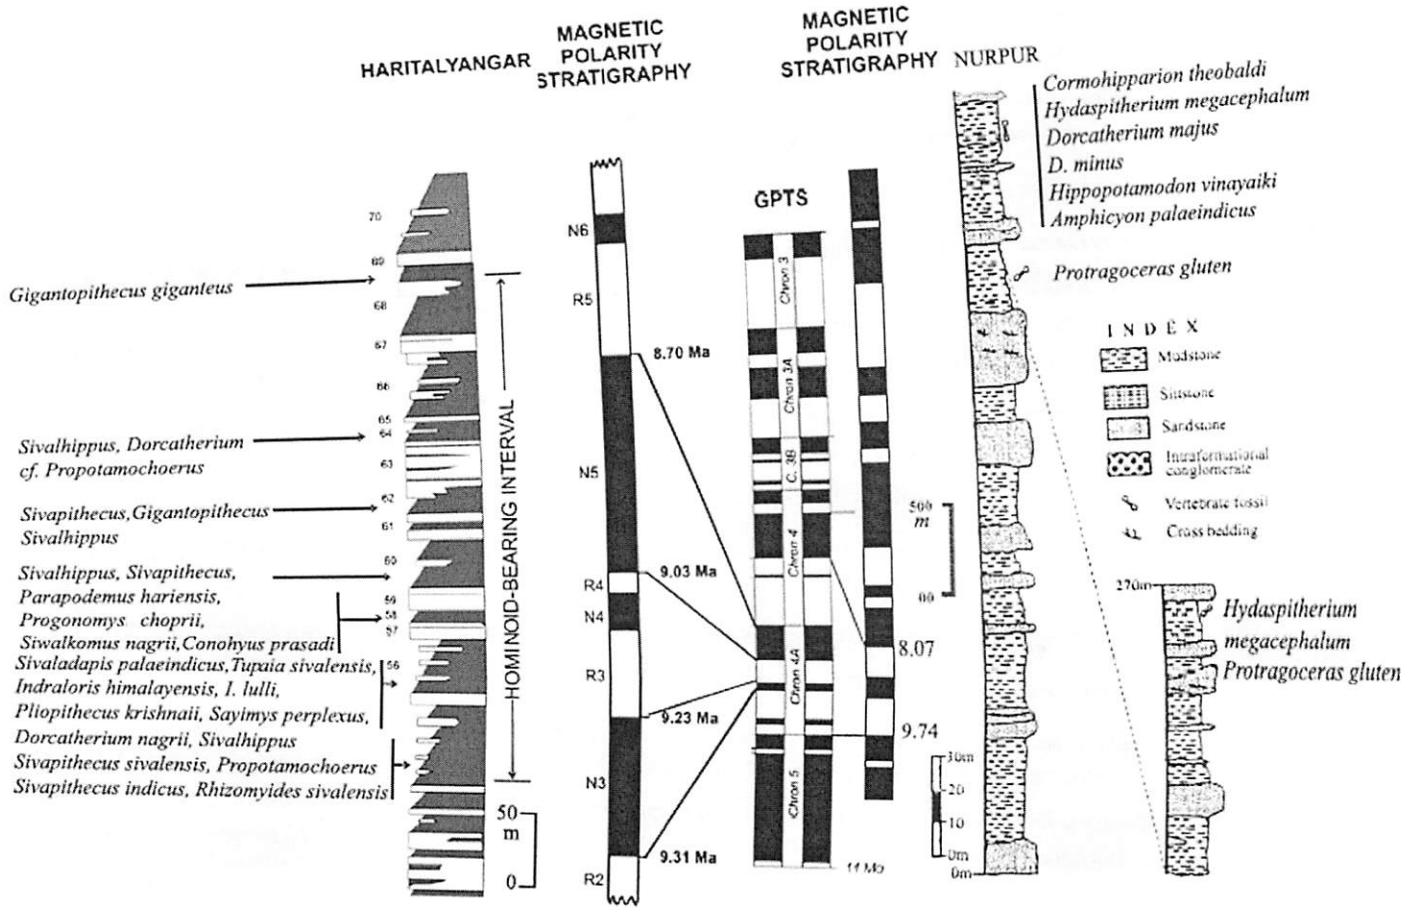 HARITALYANGAR
MAGNETIC
POLARITY
STRATIGRAPHY
MAGNETIC
POLARITY
STRATIGRAPHY
NURPUR
Cormohipparion theobaldi
Hydaspitherium megacephalum
Dorcatherium majus
D. minus
Hippopotamodon vinayaiki
Amphicyon palaeindicus
Protragoceras gluten
GPTS
Gigantopithecus giganteus
Sivalhippus, Dorcatherium
cf. Propotamochoerus
Sivapithecus, Gigantopithecus
Sivalhippus
Sivalhippus, Sivapithecus,
Parapodemus hariensis,
Progonomys choprii,
Siwalkomus nagrii, Conohyus prasadi
Sivaladapis palaeindicus, Tupaia sivalensis,
Indraloris himalayensis, I. lulli,
Pliopithecus krishnaii, Sayimys perplexus,
Dorcatherium nagrii, Sivalhippus
Sivapithecus sivalensis, Propotamochoerus
Sivapithecus indicus, Rhizomyides sivalensis
70
69
68
67
66
65
64
63
62
61
60
59
58
57
56
50
m
0
HOMINOID-BEARING INTERVAL
N6
R5
N5
R4
N4
R3
N3
R2
8.70 Ma
9.03 Ma
9.23 Ma
9.31 Ma
Chron 3
Chron 3A
C. 3B
Chron 4
Chron 4A
Chron 5
11 Ma
8.07
9.74
500
m
00
30m
20
10
0m
0m
INDEX
Mudstone
Siltstone
Sandstone
Intraformational
conglomerate
Vertebrate fossil
Cross bedding
270m
Hydaspitherium
megacephalum
Protragoceras gluten